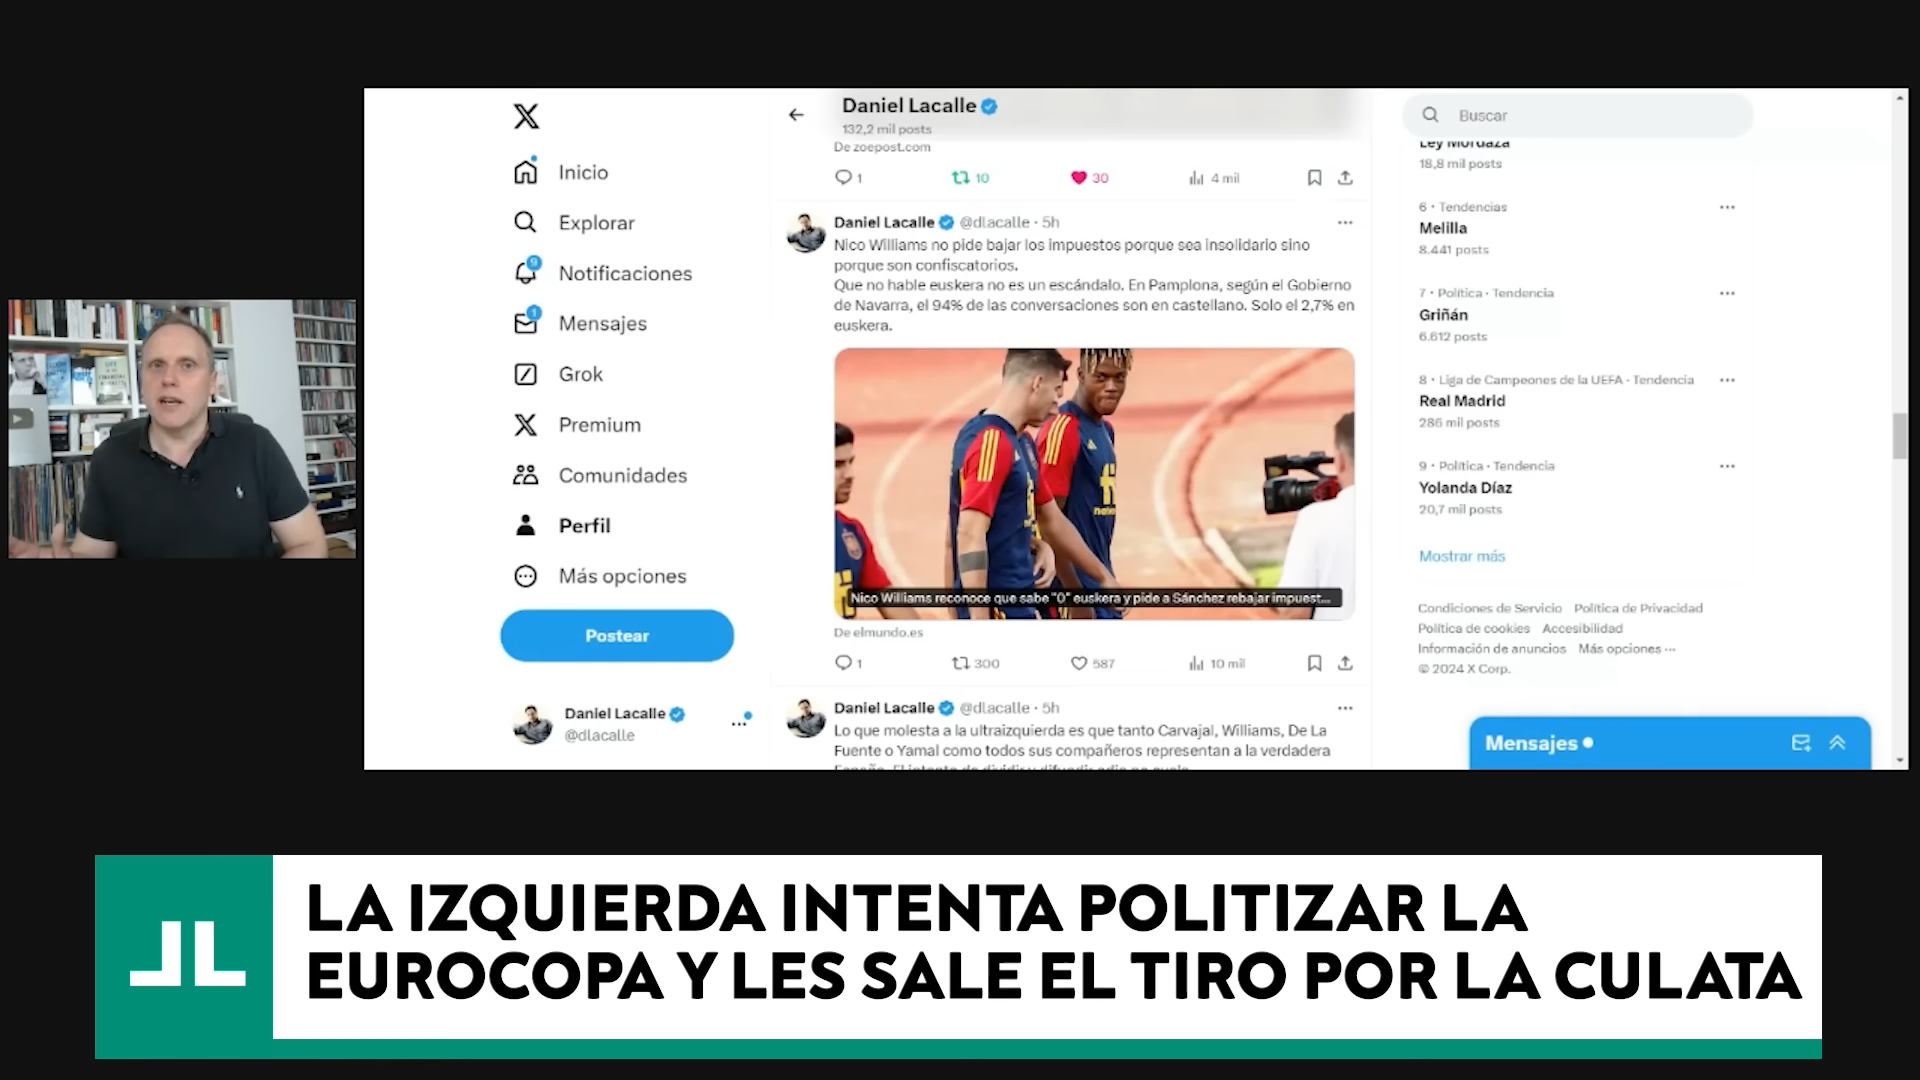 Inicio
Explorar
9
Notificaciones
1
Mensajes
Grok
Premium
Comunidades
Perfil
Más opciones
Postear
Daniel Lacalle
@dlacalle
Daniel Lacalle
132,2 mil posts
De zoepost.com
1 10 30 4 mil
Daniel Lacalle @dlacalle · 5h
Nico Williams no pide bajar los impuestos porque sea insolidario sino
porque son confiscatorios.
Que no hable euskera no es un escándalo. En Pamplona, según el Gobierno
de Navarra, el 94% de las conversaciones son en castellano. Solo el 2,7% en
euskera.
Nico Williams reconoce que sabe "0" euskera y pide a Sánchez rebajar impuest...
De elmundo.es
1 300 587 10 mil
Daniel Lacalle @dlacalle · 5h
Lo que molesta a la ultraizquierda es que tanto Carvajal, Williams, De La
Fuente o Yamal como todos sus compañeros representan a la verdadera
Buscar
Ley Mordaza
18,8 mil posts
6 · Tendencias
Melilla
8.441 posts
7 · Política · Tendencia
Griñán
6.612 posts
8 · Liga de Campeones de la UEFA · Tendencia
Real Madrid
286 mil posts
9 · Política · Tendencia
Yolanda Díaz
20,7 mil posts
Mostrar más
Condiciones de Servicio Política de Privacidad
Política de cookies Accesibilidad
Información de anuncios Más opciones ···
© 2024 X Corp.
Mensajes
LA IZQUIERDA INTENTA POLITIZAR LA
EUROCOPA Y LES SALE EL TIRO POR LA CULATA